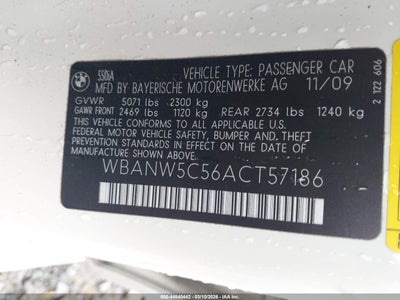 5306A
VEHICLE TYPE: PASSENGER CAR
MFD BY BAYERISCHE MOTORENWERKE AG 11/09
GVWR 5071 lbs 2300 kg
GAWR FRONT 2469 lbs 1120 kg REAR 2734 lbs 1240 kg
THIS VEHICLE CONFORMS TO ALL APPLICABLE U.S.
FEDERAL MOTOR VEHICLE SAFETY, BUMPER, AND THEFT
PREVENTION STANDARDS IN EFFECT ON THE DATE OF
MANUFACTURE SHOWN ABOVE.
WBANW5C56ACT57186
2 122 606